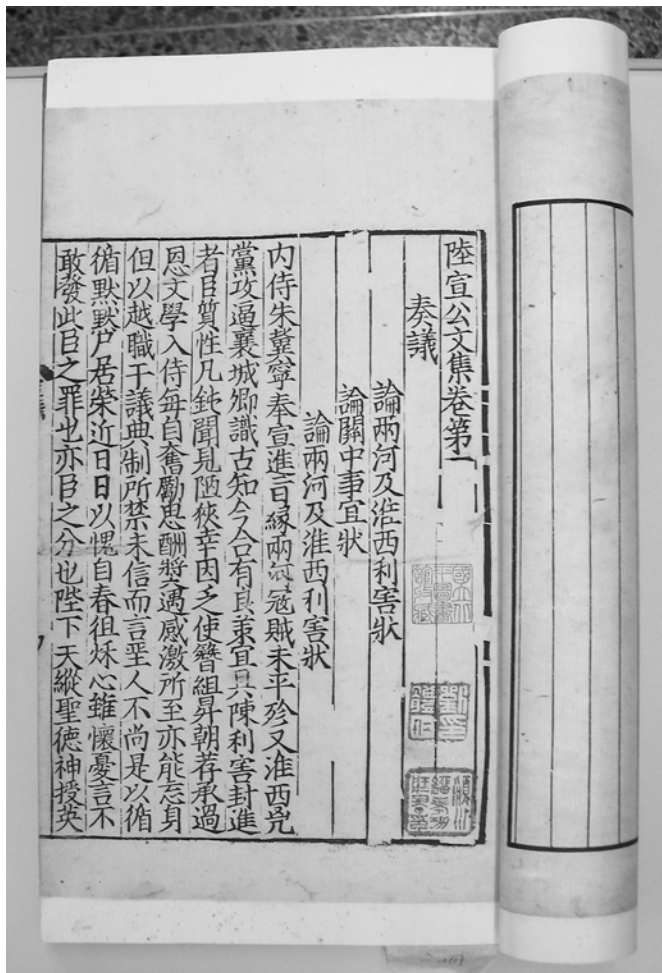 陸宣公文集卷第一
奏議
論兩河及淮西利害狀
論關中事宜狀
論兩河及淮西利害狀
内侍朱冀寧奉宣進旨緣兩河寇賊未平殄又淮西兇
黨攻逼襄城卿識古知今合有良策宜具陳利害封進
者臣質性凡鈍聞見陋狹幸因乏使簪組昇朝荐承過
恩文學入侍每自奮勵思酬獎遇感激所至亦能忘身
但以越職干議典制所禁未信而言聖人不尚是以循
循默默尸居榮近日日以愧自春徂秌心雖懷憂言不
敢發此臣之罪也亦臣之分也陛下天縱聖德神授英